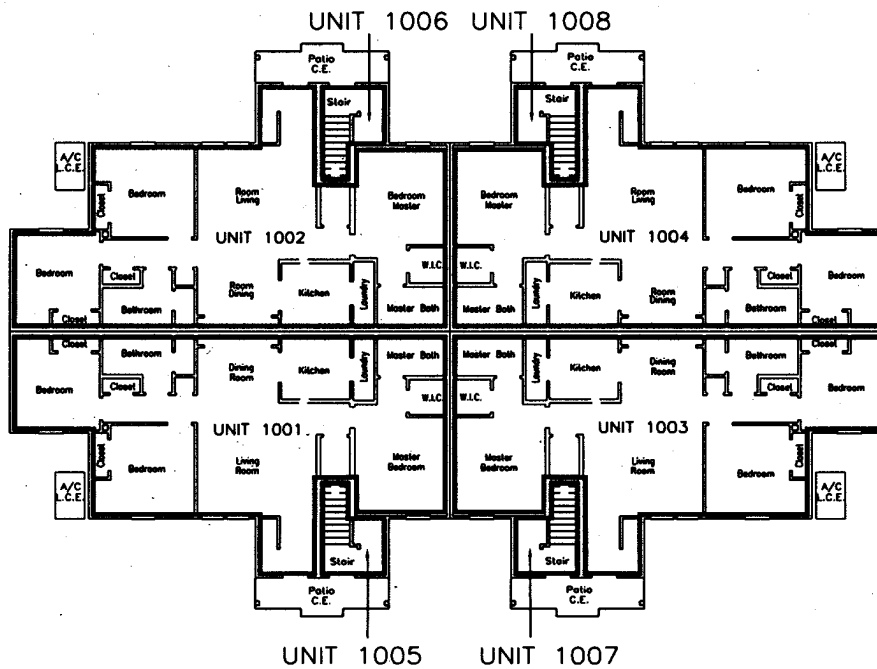 UNIT 1006 UNIT 1008
Patio
C.E.
Patio
C.E.
Stair
Stair
A/C
L.C.E.
A/C
L.C.E.
Bedroom
Room
Living
Bedroom
Master
Bedroom
Master
Room
Living
Bedroom
Closet
Closet
UNIT 1002
UNIT 1004
Bedroom
Closet
W.I.C.
W.I.C.
Closet
Bedroom
Room
Dining
Kitchen
Laundry
Laundry
Kitchen
Room
Dining
Bathroom
Master Bath
Master Bath
Bathroom
Closet
Closet
Closet
Closet
Bathroom
Dining
Room
Kitchen
Laundry
Master Bath
Master Bath
Laundry
Kitchen
Dining
Room
Bathroom
Bedroom
Closet
W.I.C.
W.I.C.
Closet
Bedroom
UNIT 1001
UNIT 1003
Closet
Bedroom
Living
Room
Master
Bedroom
Master
Bedroom
Living
Room
Bedroom
Closet
A/C
L.C.E.
A/C
L.C.E.
Stair
Stair
Patio
C.E.
Patio
C.E.
UNIT 1005 UNIT 1007